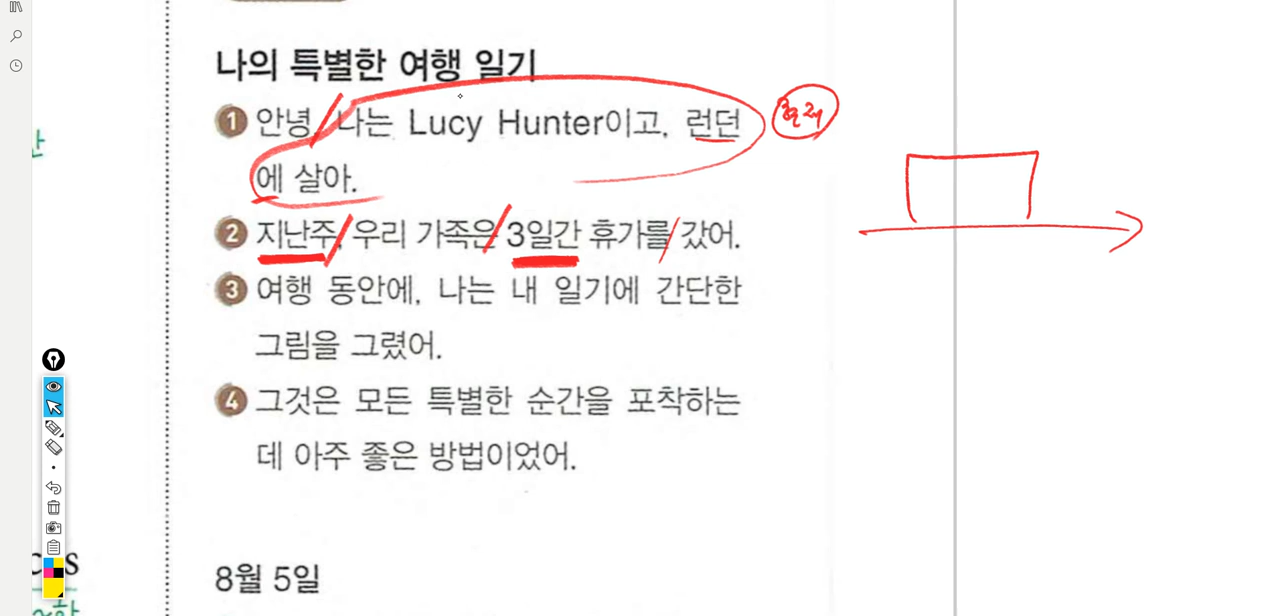 나의 특별한 여행 일기
1 안녕, 나는 Lucy Hunter이고, 런던
에 살아.
2 지난주, 우리 가족은 3일간 휴가를 갔어.
3 여행 동안에, 나는 내 일기에 간단한
그림을 그렸어.
4 그것은 모든 특별한 순간을 포착하는
데 아주 좋은 방법이었어.
8월 5일